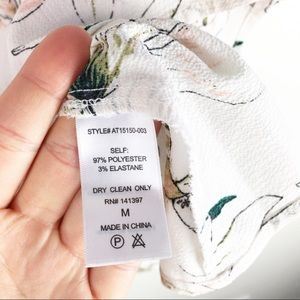 STYLE# AT15150-003
SELF:
97% POLYESTER
3% ELASTANE
DRY CLEAN ONLY
RN# 141397
M
MADE IN CHINA
P